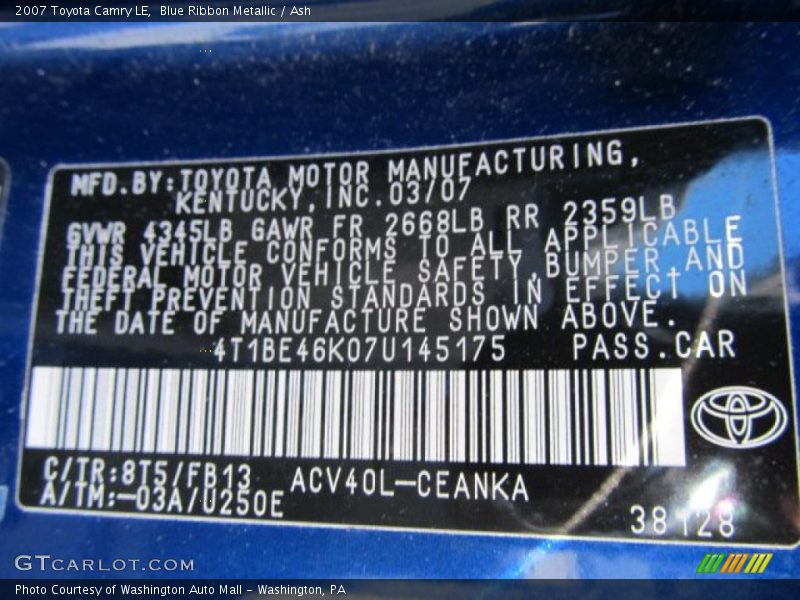 2007 Toyota Camry LE, Blue Ribbon Metallic / Ash
MFD.BY:TOYOTA MOTOR MANUFACTURING,
KENTUCKY,INC.03/07
GVWR 4345LB GAWR FR 2668LB RR 2359LB
THIS VEHICLE CONFORMS TO ALL APPLICABLE
FEDERAL MOTOR VEHICLE SAFETY,BUMPER,AND
THEFT PREVENTION STANDARDS IN EFFECT ON
THE DATE OF MANUFACTURE SHOWN ABOVE.
4T1BE46K07U145175 PASS.CAR
C/TR:8T5/FB13 ACV40L-CEANKA
A/TM:-03A/U250E
38128
GTCARLOT.COM
Photo Courtesy of Washington Auto Mall - Washington, PA